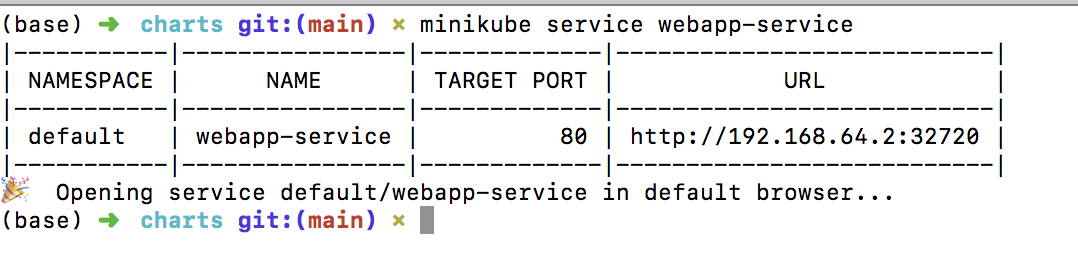 (base) ➜ charts git:(main) × minikube service webapp-service
|-----------|----------------|-------------|---------------------------|
| NAMESPACE | NAME | TARGET PORT | URL |
|-----------|----------------|-------------|---------------------------|
| default | webapp-service | 80 | http://192.168.64.2:32720 |
|-----------|----------------|-------------|---------------------------|
🎉 Opening service default/webapp-service in default browser...
(base) ➜ charts git:(main) ×